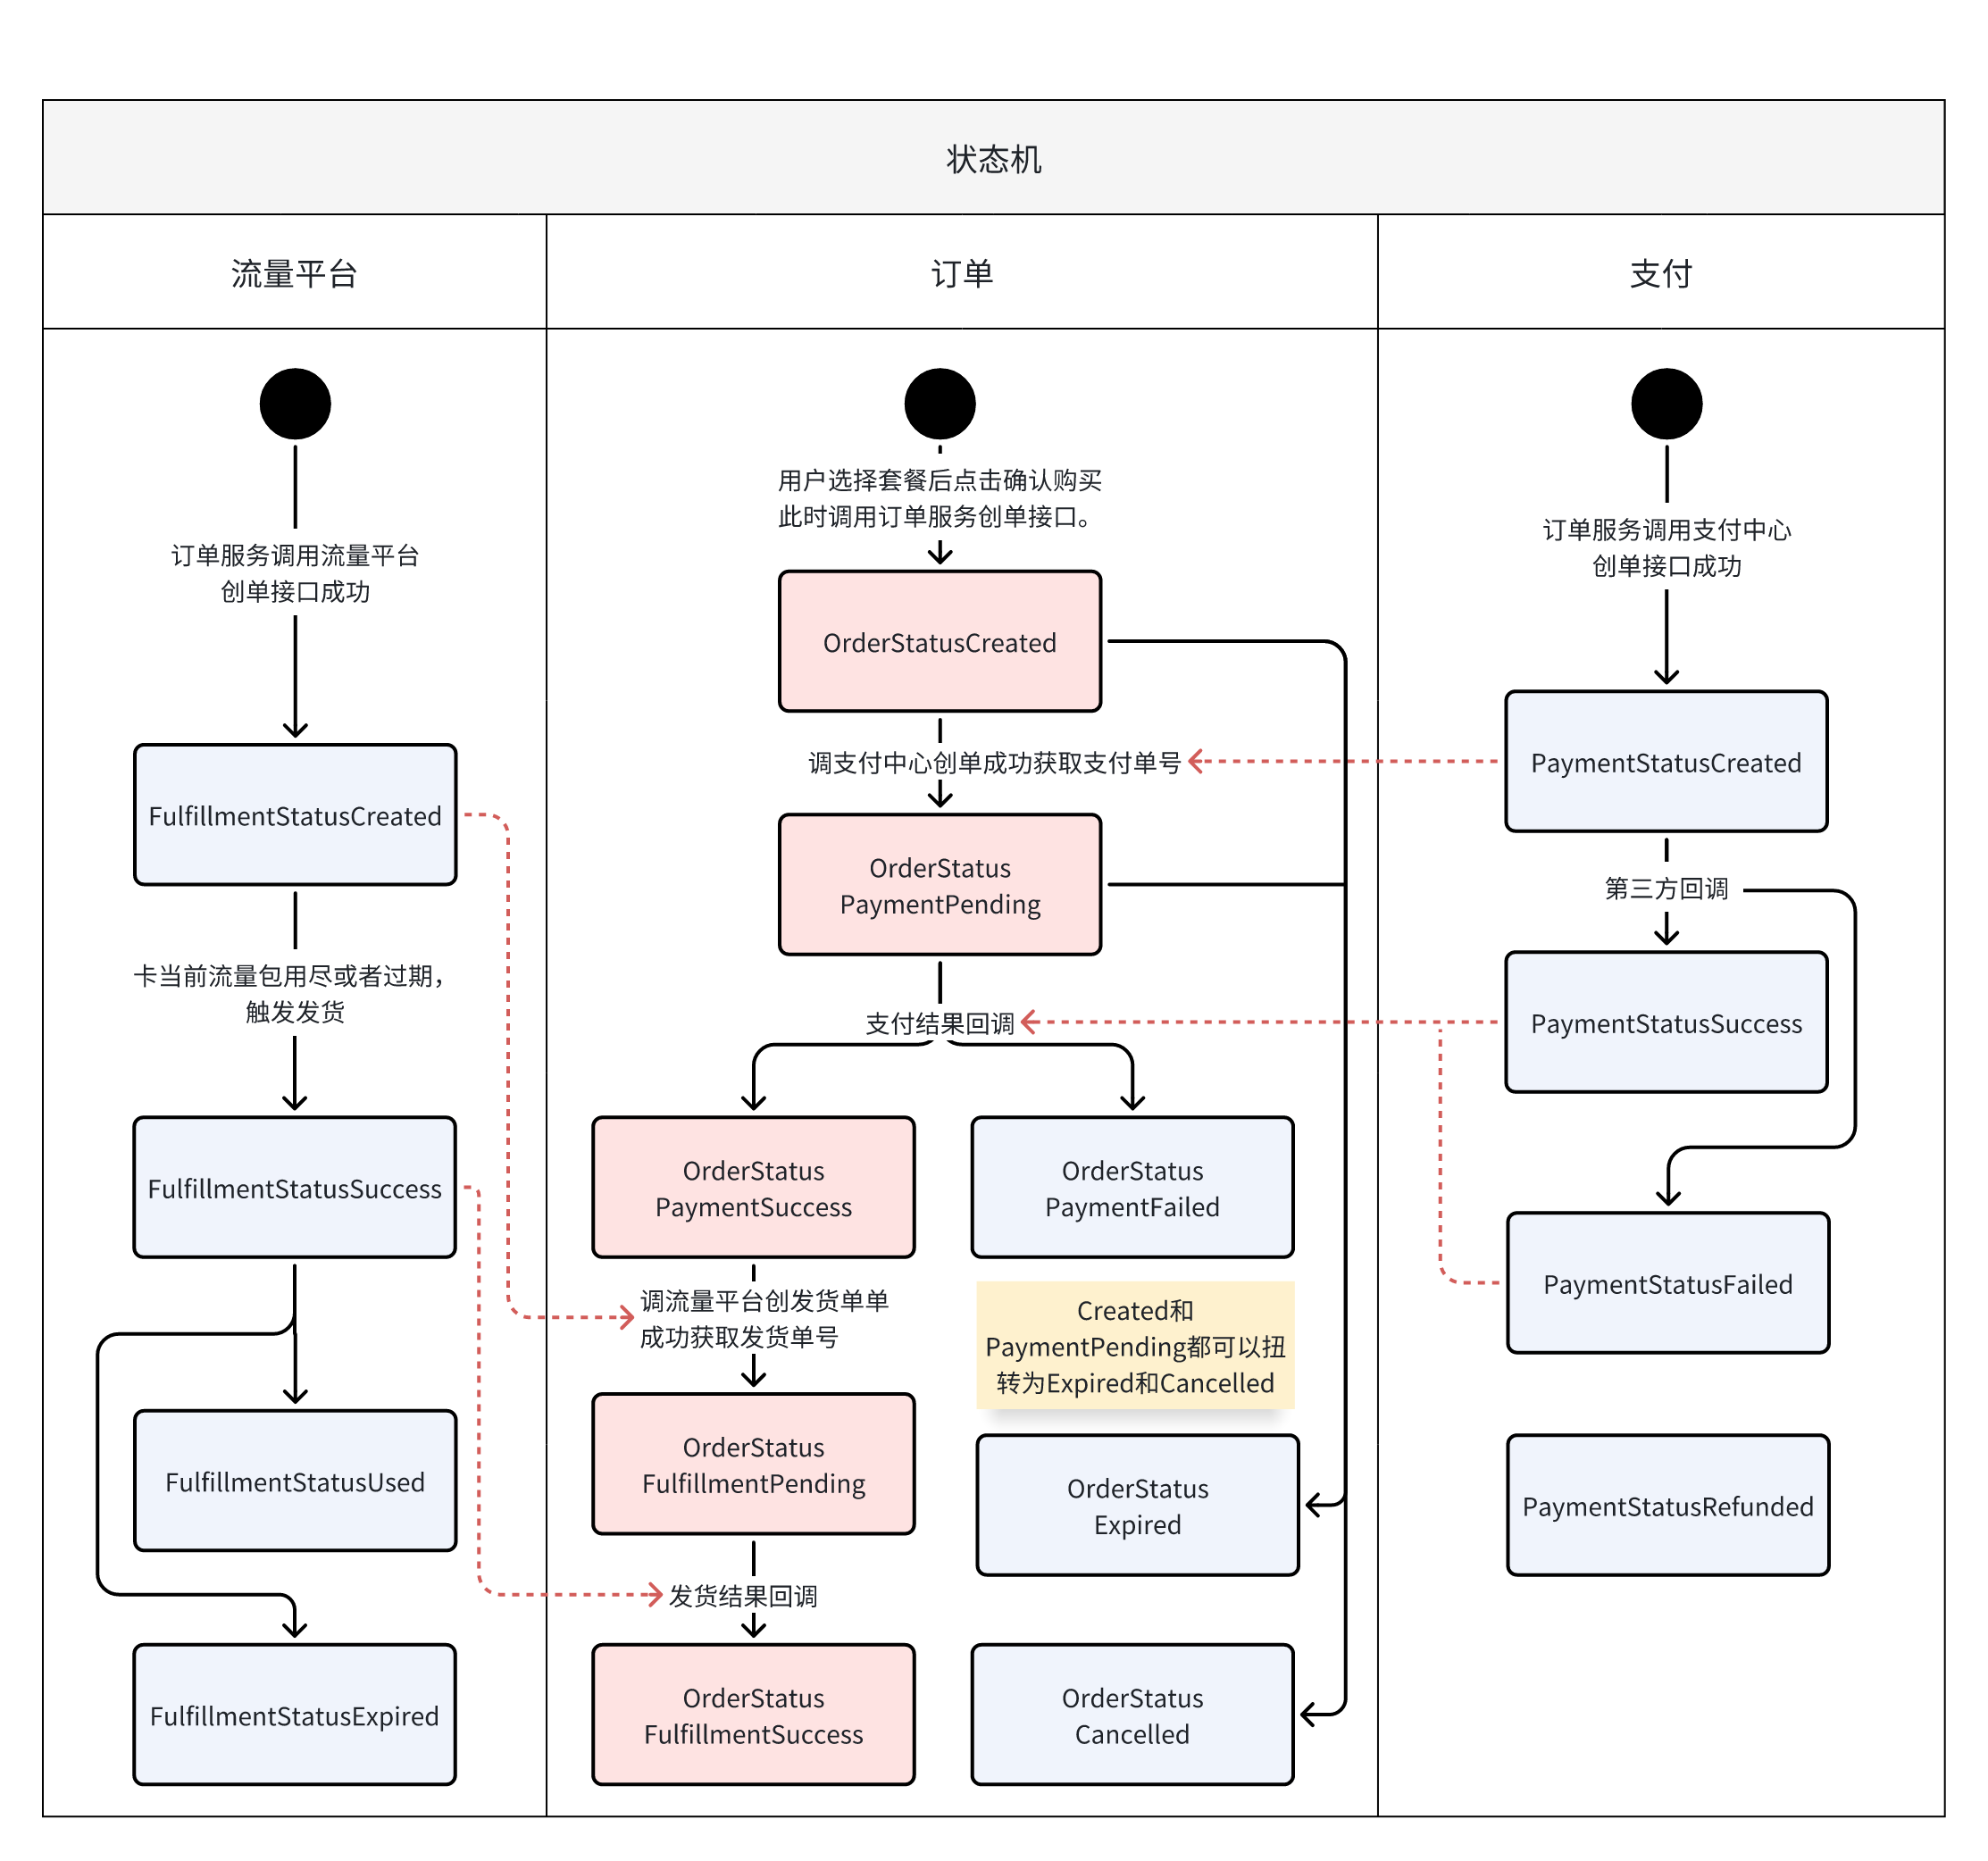 状态机
流量平台
订单
支付
订单服务调用流量平台
创单接口成功
FulfillmentStatusCreated
卡当前流量包用尽或者过期，
触发发货
FulfillmentStatusSuccess
FulfillmentStatusUsed
FulfillmentStatusExpired
用户选择套餐后点击确认购买
此时调用订单服务创单接口。
OrderStatusCreated
调支付中心创单成功获取支付单号
OrderStatus
PaymentPending
支付结果回调
OrderStatus
PaymentSuccess
OrderStatus
PaymentFailed
调流量平台创发货单单
成功获取发货单号
Created和
PaymentPending都可以扭
转为Expired和Cancelled
OrderStatus
FulfillmentPending
OrderStatus
Expired
发货结果回调
OrderStatus
FulfillmentSuccess
OrderStatus
Cancelled
订单服务调用支付中心
创单接口成功
PaymentStatusCreated
第三方回调
PaymentStatusSuccess
PaymentStatusFailed
PaymentStatusRefunded